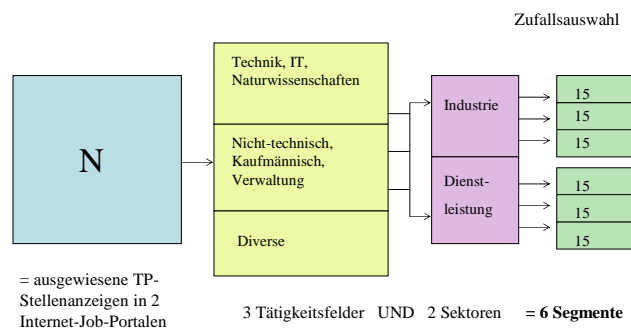 Zufallsauswahl
N
Technik, IT,
Naturwissenschaften
Nicht-technisch,
Kaufmännisch,
Verwaltung
Diverse
Industrie
Dienst-
leistung
15
15
15
15
15
15
= ausgewiesene TP-
Stellenanzeigen in 2
Internet-Job-Portalen
3 Tätigkeitsfelder UND 2 Sektoren = 6 Segmente